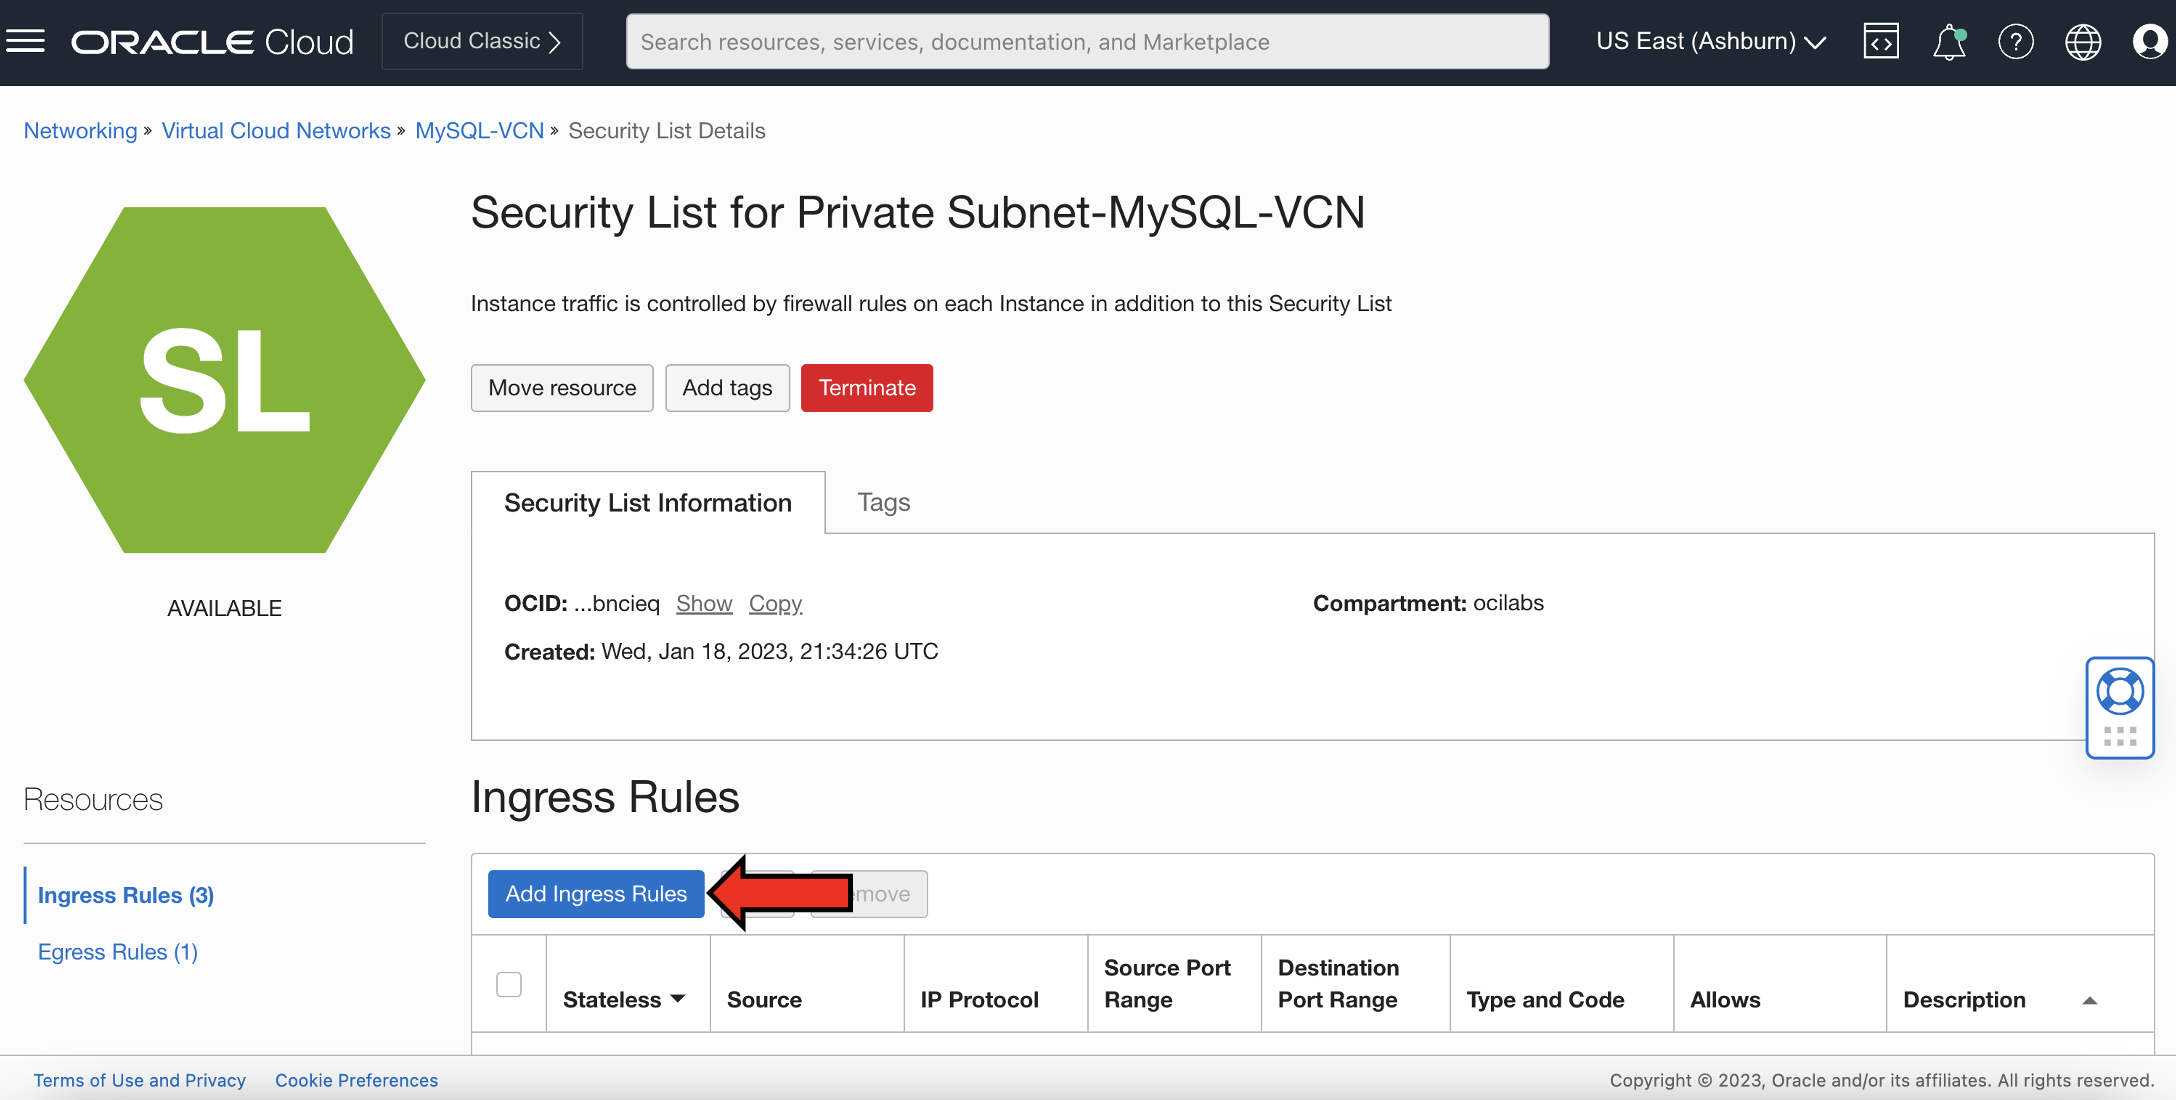 ORACLE Cloud
Cloud Classic
Search resources, services, documentation, and Marketplace
US East (Ashburn)
Networking » Virtual Cloud Networks » MySQL-VCN » Security List Details
SL
AVAILABLE
Security List for Private Subnet-MySQL-VCN
Instance traffic is controlled by firewall rules on each Instance in addition to this Security List
Move resource
Add tags
Terminate
Security List Information
Tags
OCID: ...bncieq Show Copy
Compartment: ocilabs
Created: Wed, Jan 18, 2023, 21:34:26 UTC
Resources
Ingress Rules (3)
Egress Rules (1)
Ingress Rules
Add Ingress Rules
Stateless
Source
IP Protocol
Source Port Range
Destination Port Range
Type and Code
Allows
Description
Terms of Use and Privacy
Cookie Preferences
Copyright © 2023, Oracle and/or its affiliates. All rights reserved.